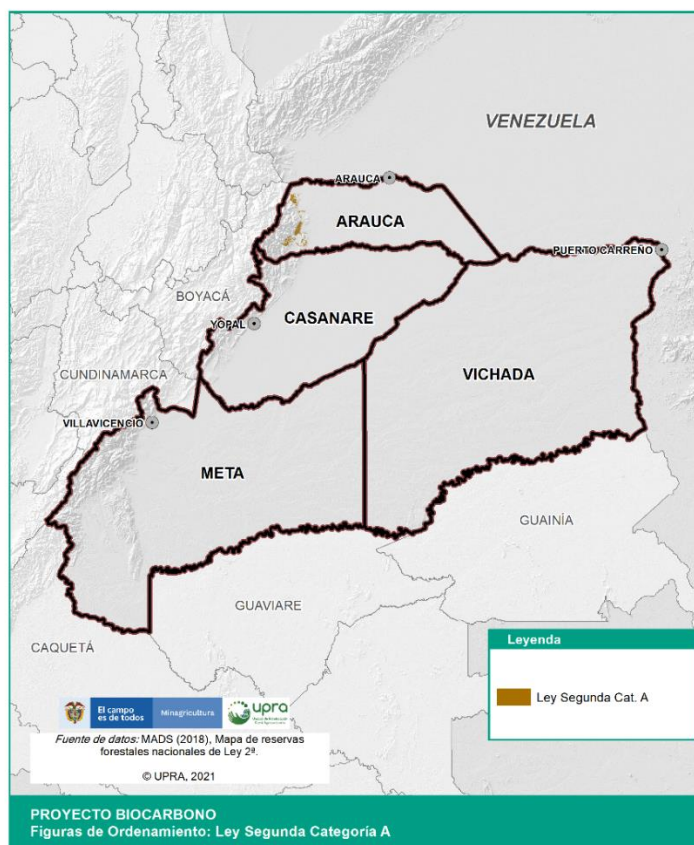 VENEZUELA
ARAUCA
ARAUCA
PUERTO CARREÑO
BOYACÁ
CASANARE
YOPAL
CUNDINAMARCA
VICHADA
VILLAVICENCIO
META
GUAINÍA
GUAVIARE
CAQUETÁ
Leyenda
Ley Segunda Cat. A
El campo
es de todos
Minagricultura
upra
Fuente de datos: MADS (2018), Mapa de reservas
forestales nacionales de Ley 2ª.
© UPRA, 2021
PROYECTO BIOCARBONO
Figuras de Ordenamiento: Ley Segunda Categoría A